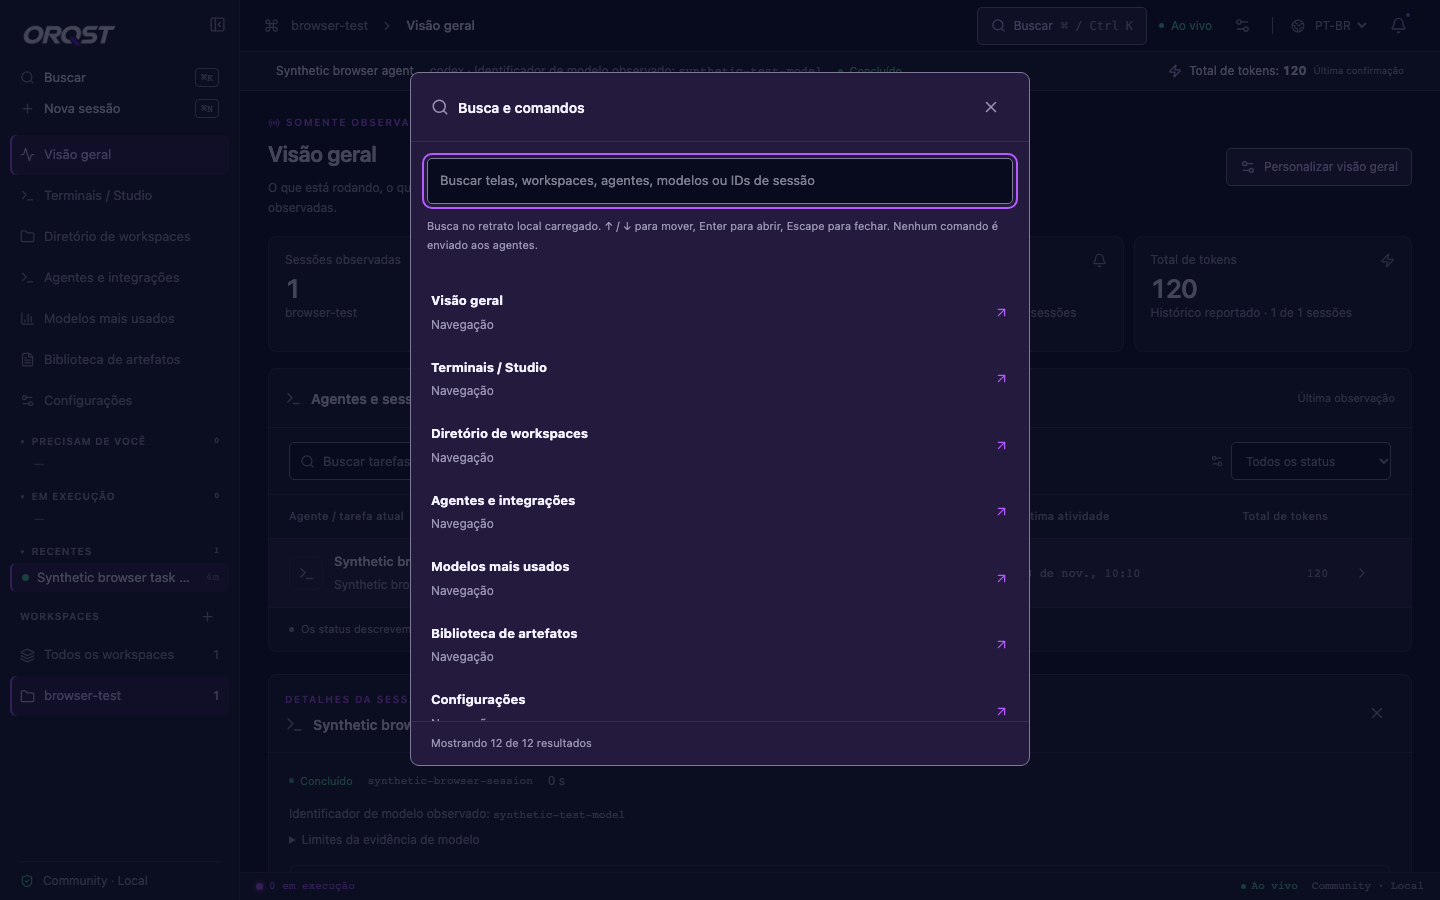 OROST
Buscar ⌘K
Nova sessão ⌘N
Visão geral
Terminais / Studio
Diretório de workspaces
Agentes e integrações
Modelos mais usados
Biblioteca de artefatos
Configurações
PRECISAM DE VOCÊ 0
—
EM EXECUÇÃO 0
—
RECENTES 1
Synthetic browser task ... 4m
WORKSPACES
Todos os workspaces 1
browser-test 1
Community · Local
browser-test > Visão geral
Buscar ⌘ / Ctrl K
Ao vivo
PT-BR
Synthetic browser agent codex · Identificador de modelo observado: synthetic-test-model Concluído
Total de tokens: 120 Última confirmação
SOMENTE OBSERVA
Visão geral
O que está rodando, o qu
observadas.
Personalizar visão geral
Sessões observadas
1
browser-test
sessões
Total de tokens
120
Histórico reportado · 1 de 1 sessões
Agentes e sess
Última observação
Buscar tarefas
Todos os status
Agente / tarefa atual
tima atividade
Total de tokens
Synthetic br
Synthetic bro
de nov., 10:10
120
Os status descrevem
DETALHES DA SESS
Synthetic brow
Concluído synthetic-browser-session 0 s
Identificador de modelo observado: synthetic-test-model
Limites da evidência de modelo
0 em execução
Ao vivo Community · Local
Busca e comandos
Buscar telas, workspaces, agentes, modelos ou IDs de sessão
Busca no retrato local carregado. ↑ / ↓ para mover, Enter para abrir, Escape para fechar. Nenhum comando é
enviado aos agentes.
Visão geral
Navegação
Terminais / Studio
Navegação
Diretório de workspaces
Navegação
Agentes e integrações
Navegação
Modelos mais usados
Navegação
Biblioteca de artefatos
Navegação
Configurações
Mostrando 12 de 12 resultados